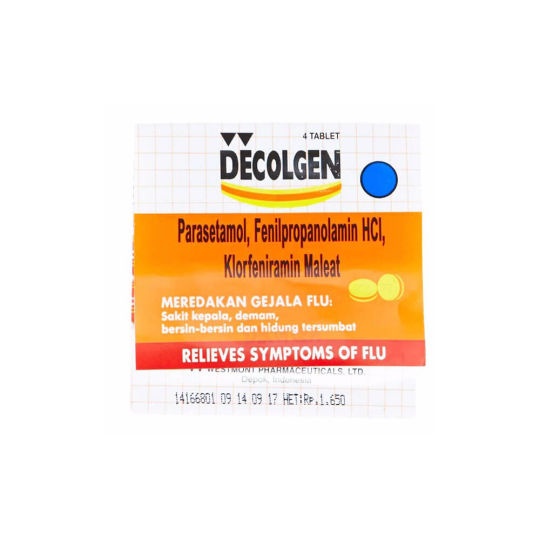 4 TABLET
DECOLGEN
Parasetamol, Fenilpropanolamin HCl,
Klorfeniramin Maleat
MEREDAKAN GEJALA FLU:
Sakit kepala, demam,
bersin-bersin dan hidung tersumbat
RELIEVES SYMPTOMS OF FLU
WESTMONT PHARMACEUTICALS, LTD.
Depok, Indonesia
14166801 09 14 09 17 HET:Rp.1.650